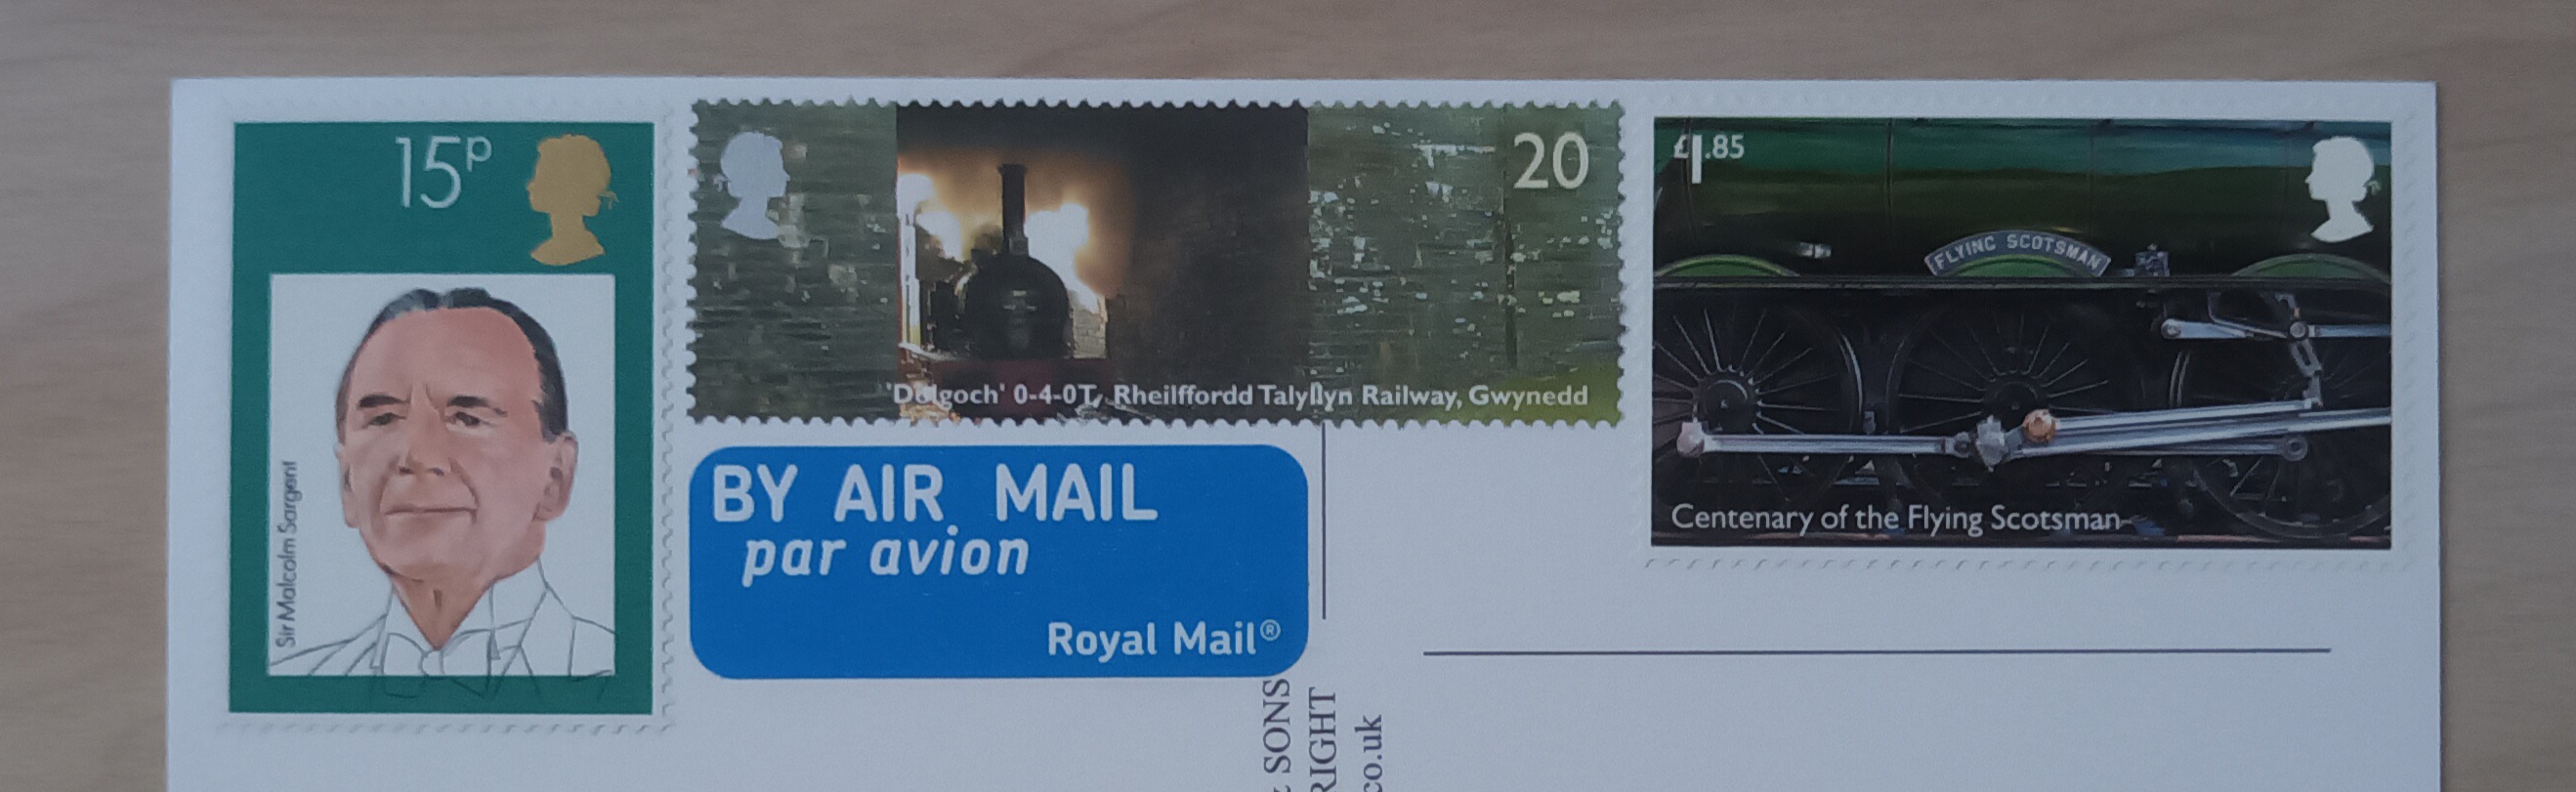 15P
Sir Malcolm Sargent
20
'Dolgoch' 0-4-0T, Rheilffordd Talyllyn Railway, Gwynedd
£1.85
FLYING SCOTSMAN
Centenary of the Flying Scotsman
BY AIR MAIL
par avion
Royal Mail®
SONS
RIGHT
co.uk